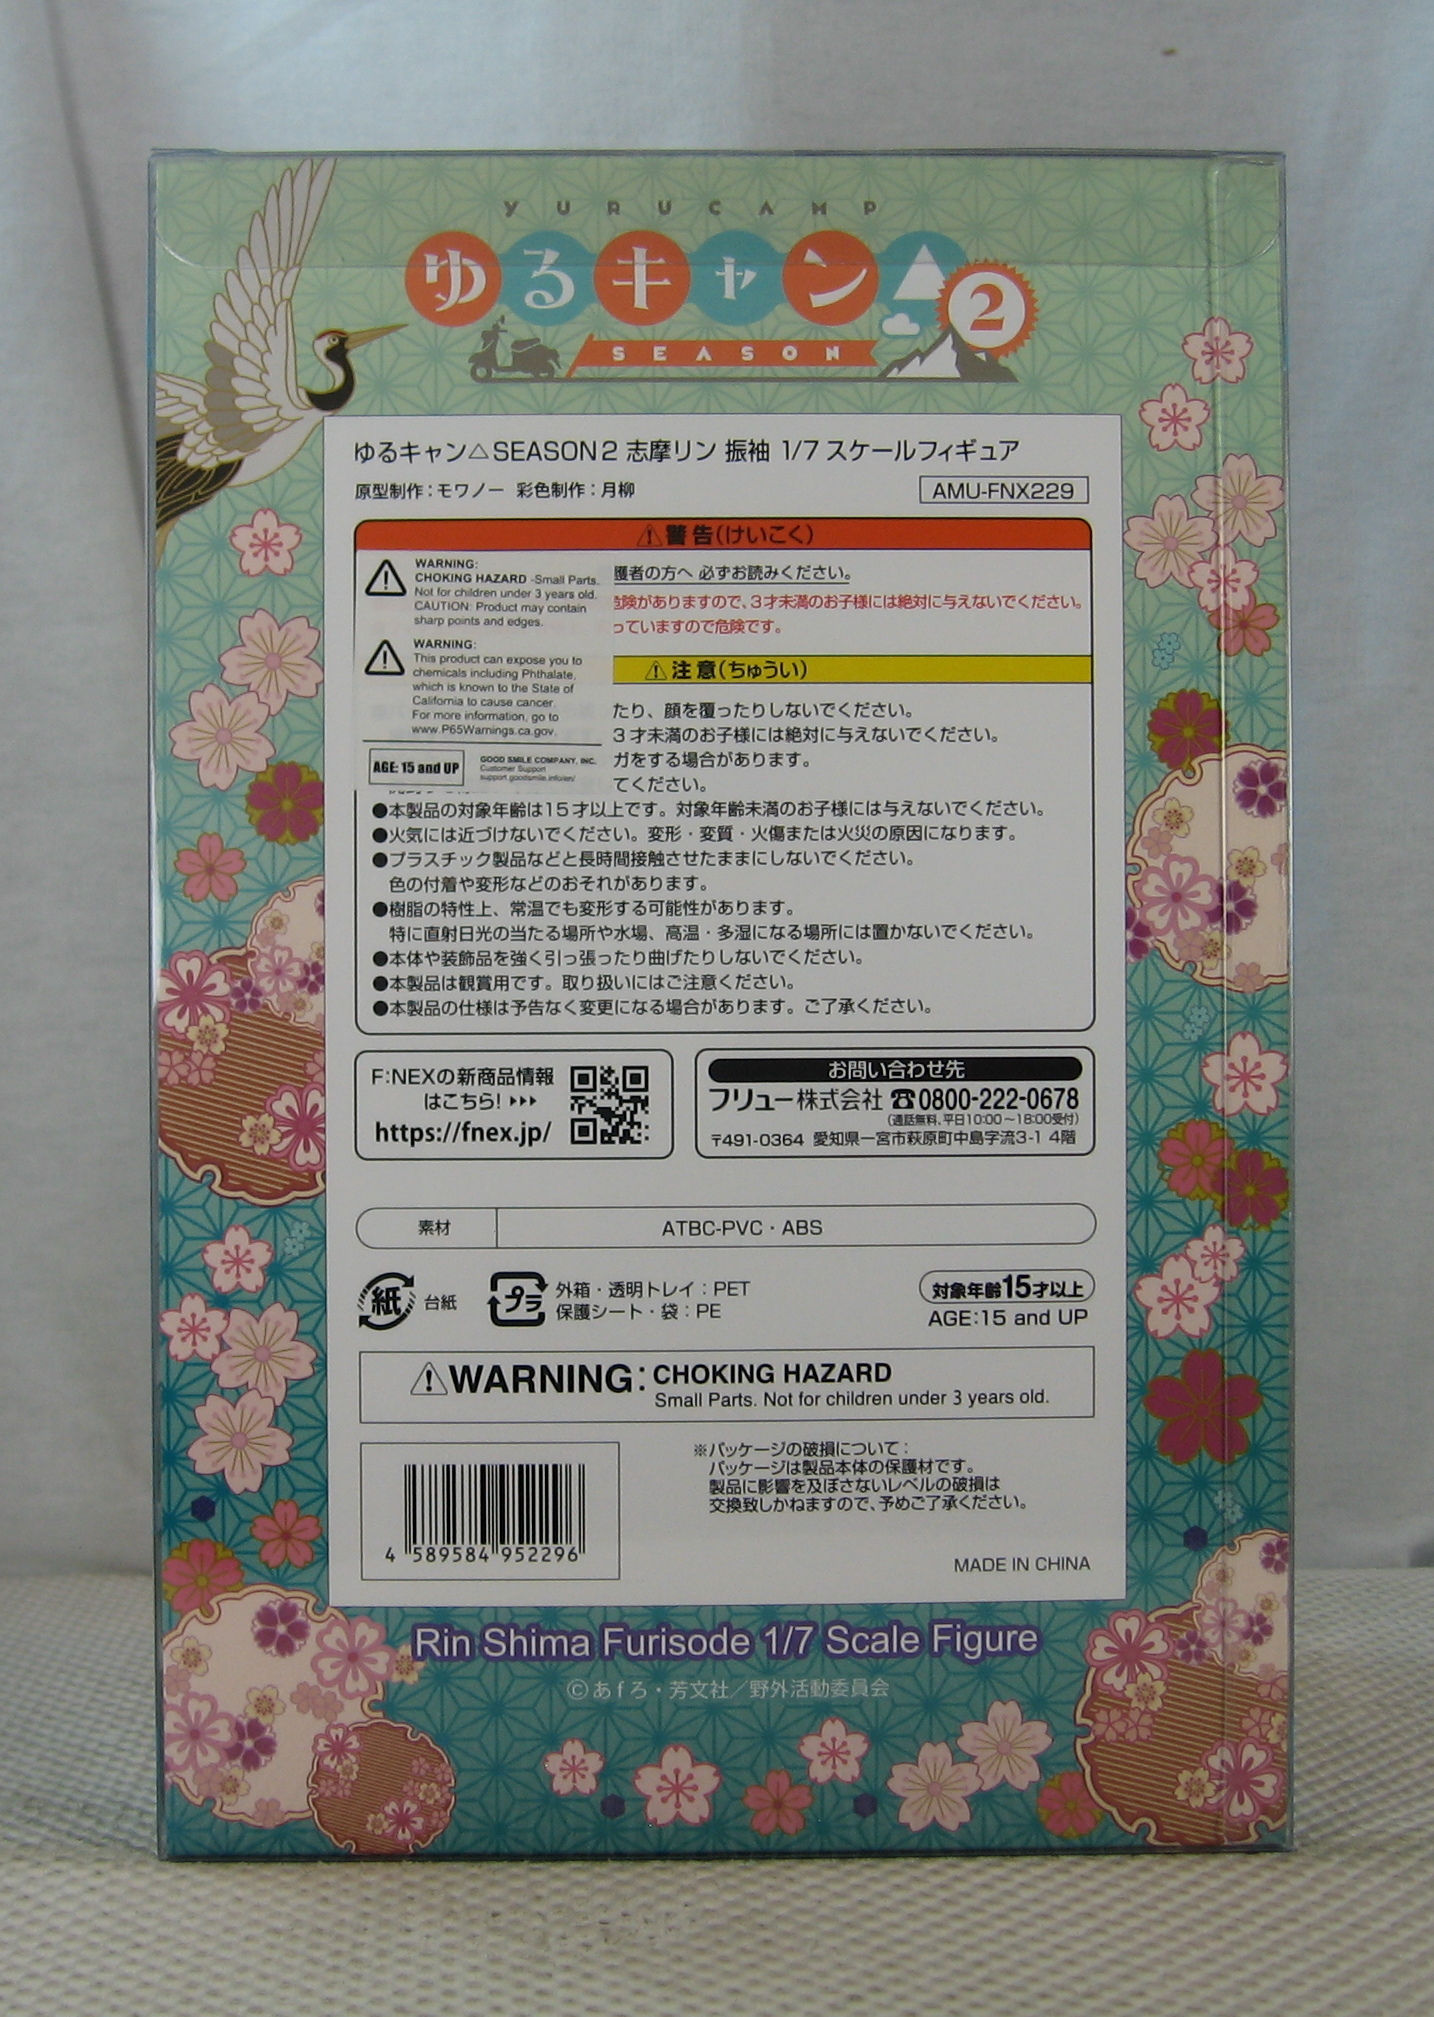 YURUCAMP
ゆるキャン△
2
SEASON
ゆるキャン△SEASON2 志摩リン 振袖 1/7 スケールフィギュア
原型制作：モワノー 彩色制作：月柳
AMU-FNX229
⚠警告(けいこく)
護者の方へ 必ずお読みください。
危険がありますので、3才未満のお子様には絶対に与えないでください。
っていますので危険です。
WARNING:
CHOKING HAZARD -Small Parts.
Not for children under 3 years old.
CAUTION: Product may contain
sharp points and edges.
WARNING:
This product can expose you to
chemicals including Phthalate,
which is known to the State of
California to cause cancer.
For more information, go to
www.P65Warnings.ca.gov.
AGE: 15 and UP
GOOD SMILE COMPANY, INC.
Customer Support
support.goodsmile.info/en/
⚠注意(ちゅうい)
たり、顔を覆ったりしないでください。
3才未満のお子様には絶対に与えないでください。
ガをする場合があります。
てください。
●本製品の対象年齢は15才以上です。対象年齢未満のお子様には与えないでください。
●火気には近づけないでください。変形・変質・火傷または火災の原因になります。
●プラスチック製品などと長時間接触させたままにしないでください。
色の付着や変形などのおそれがあります。
●樹脂の特性上、常温でも変形する可能性があります。
特に直射日光の当たる場所や水場、高温・多湿になる場所には置かないでください。
●本体や装飾品を強く引っ張ったり曲げたりしないでください。
●本製品は観賞用です。取り扱いにはご注意ください。
●本製品の仕様は予告なく変更になる場合があります。ご了承ください。
F:NEXの新商品情報
はこちら!
https://fnex.jp/
お問い合わせ先
フリュー株式会社 ☎0800-222-0678
(通話無料、平日10:00～18:00受付)
〒491-0364 愛知県一宮市萩原町中島字流3-1 4階
素材
ATBC-PVC・ABS
紙
台紙
プラ
外箱・透明トレイ：PET
保護シート・袋：PE
対象年齢15才以上
AGE:15 and UP
⚠WARNING: CHOKING HAZARD
Small Parts. Not for children under 3 years old.
4 589584 952296
※パッケージの破損について：
パッケージは製品本体の保護材です。
製品に影響を及ぼさないレベルの破損は
交換致しかねますので、予めご了承ください。
MADE IN CHINA
Rin Shima Furisode 1/7 Scale Figure
©あfろ・芳文社／野外活動委員会